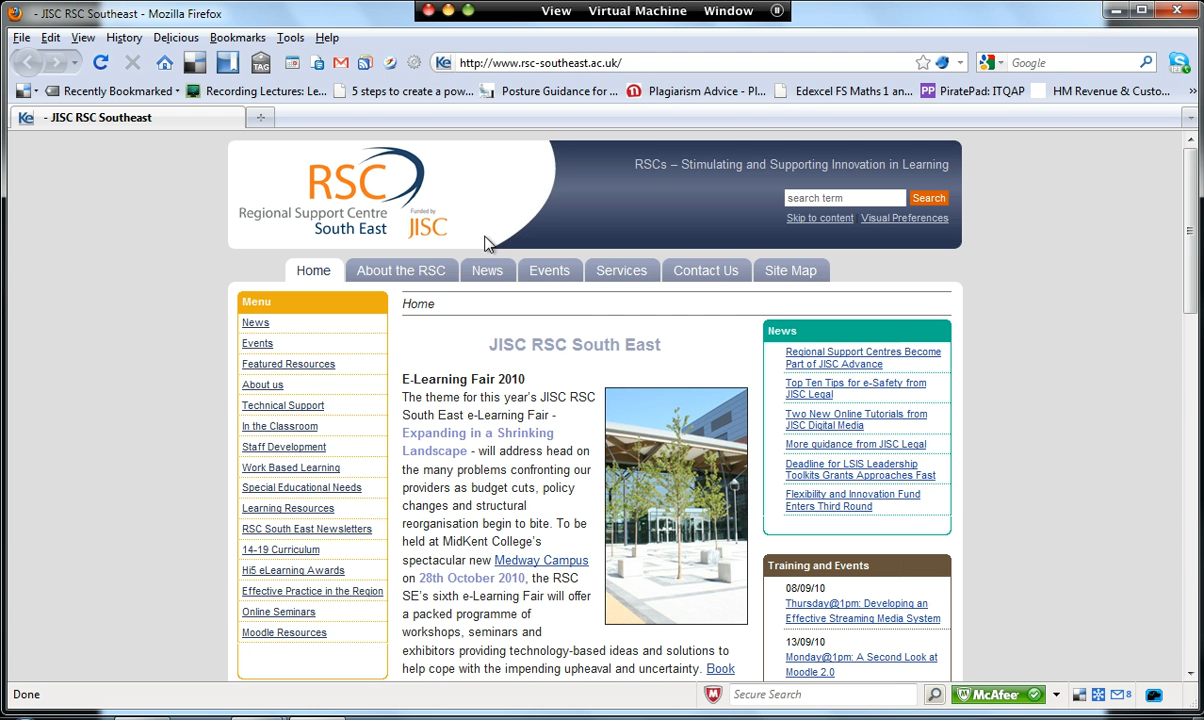 - JISC RSC Southeast - Mozilla Firefox
View Virtual Machine Window
File Edit View History Delicious Bookmarks Tools Help
TAG
Ke http://www.rsc-southeast.ac.uk/
Google
Recently Bookmarked
Recording Lectures: Le...
5 steps to create a pow...
Posture Guidance for ...
Plagiarism Advice - Pl...
Edexcel FS Maths 1 an...
PP PiratePad: ITQAP
HM Revenue & Custo...
Ke - JISC RSC Southeast
RSC
Regional Support Centre
South East
Funded by
JISC
RSCs – Stimulating and Supporting Innovation in Learning
search term Search
Skip to content | Visual Preferences
Home About the RSC News Events Services Contact Us Site Map
Menu
News
Events
Featured Resources
About us
Technical Support
In the Classroom
Staff Development
Work Based Learning
Special Educational Needs
Learning Resources
RSC South East Newsletters
14-19 Curriculum
Hi5 eLearning Awards
Effective Practice in the Region
Online Seminars
Moodle Resources
Home
JISC RSC South East
E-Learning Fair 2010
The theme for this year's JISC RSC
South East e-Learning Fair -
Expanding in a Shrinking
Landscape - will address head on
the many problems confronting our
providers as budget cuts, policy
changes and structural
reorganisation begin to bite. To be
held at MidKent College's
spectacular new Medway Campus
on 28th October 2010, the RSC
SE's sixth e-Learning Fair will offer
a packed programme of
workshops, seminars and
exhibitors providing technology-based ideas and solutions to
help cope with the impending upheaval and uncertainty. Book
News
Regional Support Centres Become
Part of JISC Advance
Top Ten Tips for e-Safety from
JISC Legal
Two New Online Tutorials from
JISC Digital Media
More guidance from JISC Legal
Deadline for LSIS Leadership
Toolkits Grants Approaches Fast
Flexibility and Innovation Fund
Enters Third Round
Training and Events
08/09/10
Thursday@1pm: Developing an
Effective Streaming Media System
13/09/10
Monday@1pm: A Second Look at
Moodle 2.0
Done
Secure Search
McAfee
8